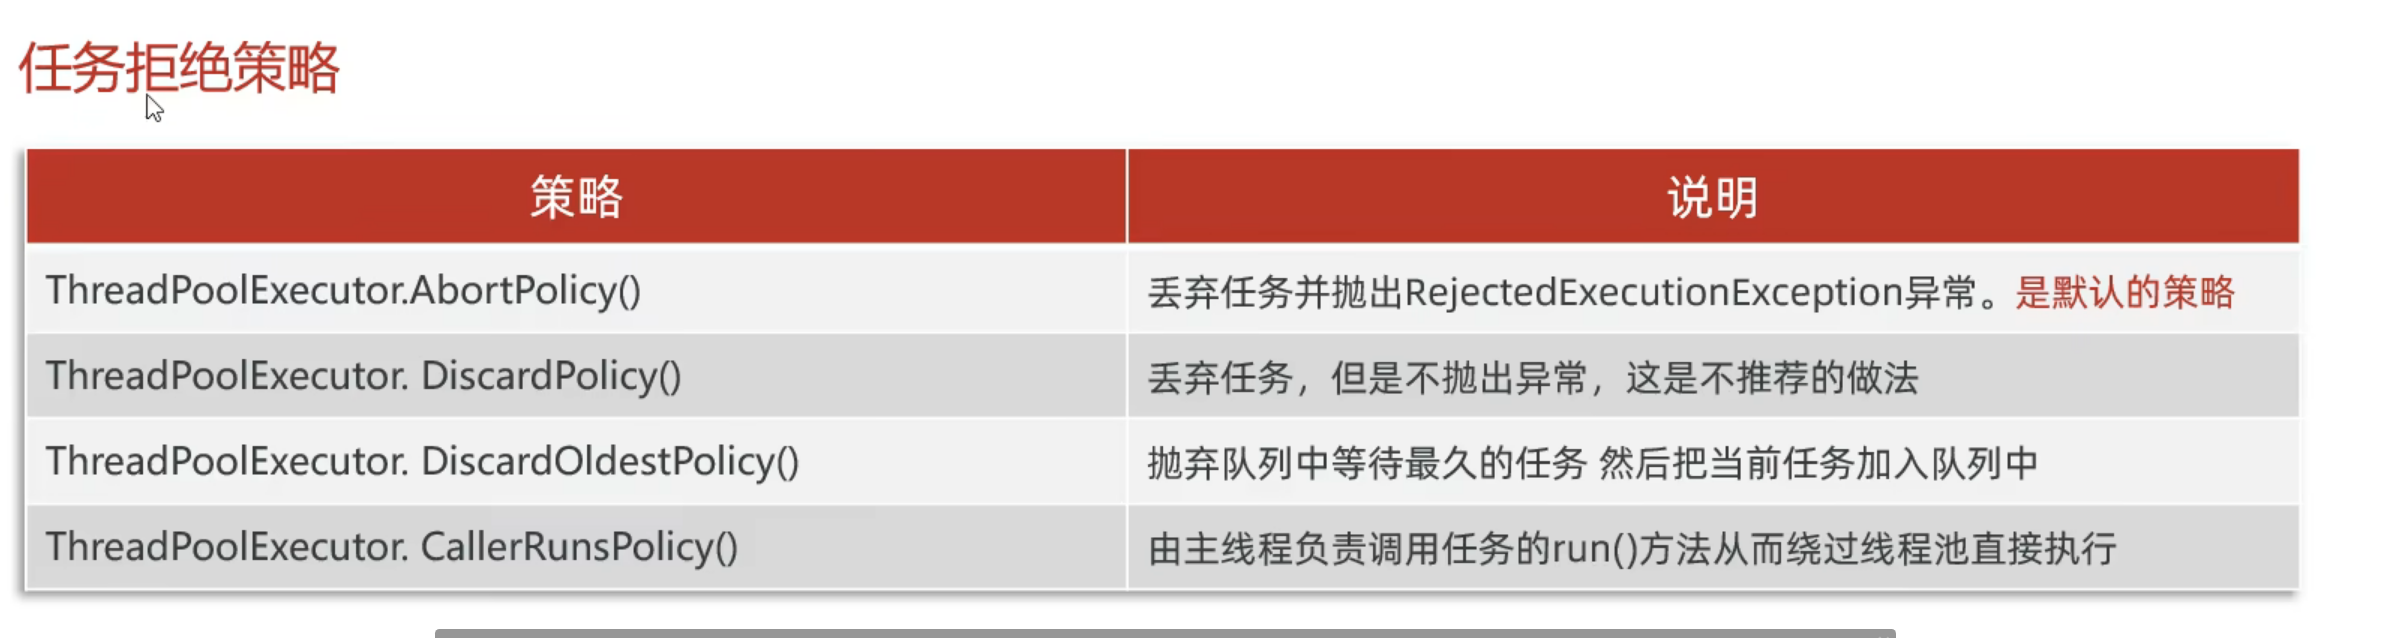 任务拒绝策略
策略 说明
ThreadPoolExecutor.AbortPolicy() 丢弃任务并抛出RejectedExecutionException异常。是默认的策略
ThreadPoolExecutor. DiscardPolicy() 丢弃任务，但是不抛出异常，这是不推荐的做法
ThreadPoolExecutor. DiscardOldestPolicy() 抛弃队列中等待最久的任务 然后把当前任务加入队列中
ThreadPoolExecutor. CallerRunsPolicy() 由主线程负责调用任务的run()方法从而绕过线程池直接执行